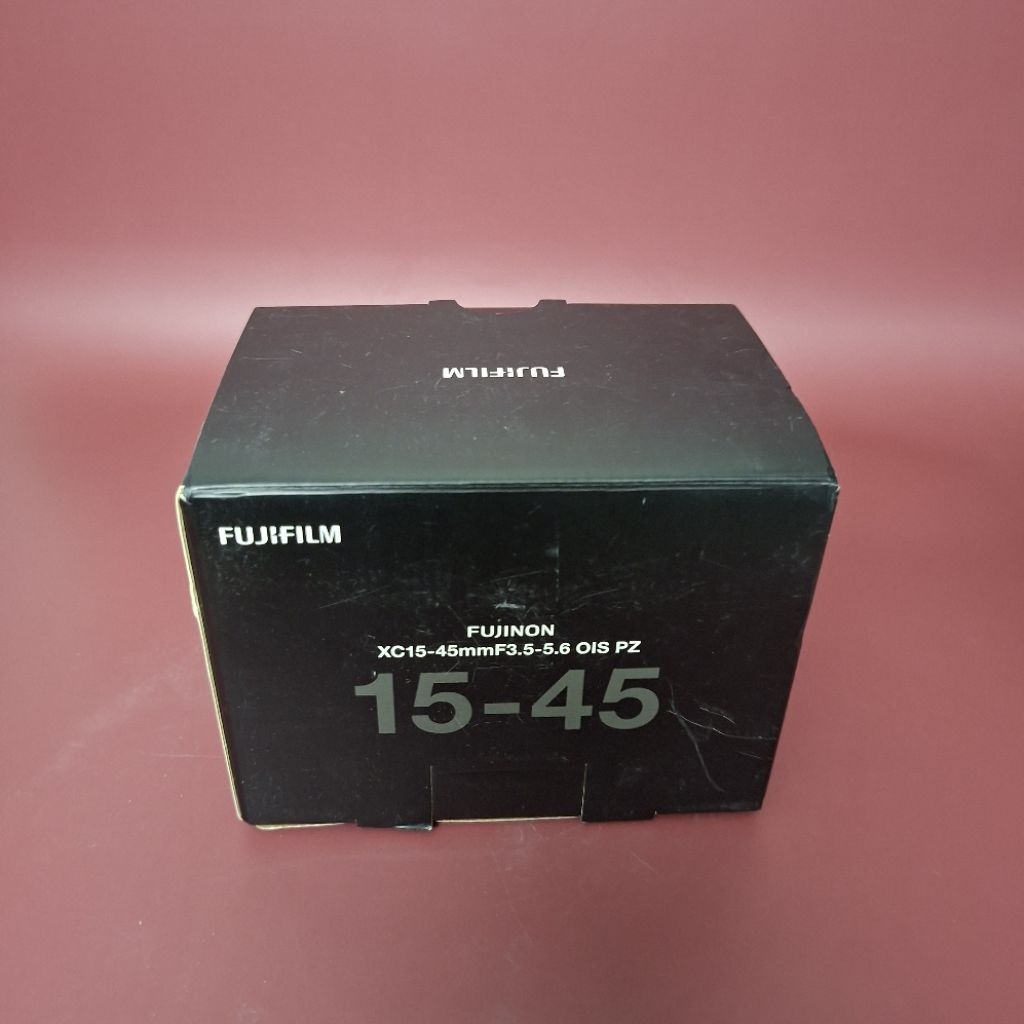 FUJIFILM
FUJIFILM
FUJINON
XC15-45mmF3.5-5.6 OIS PZ
15-45